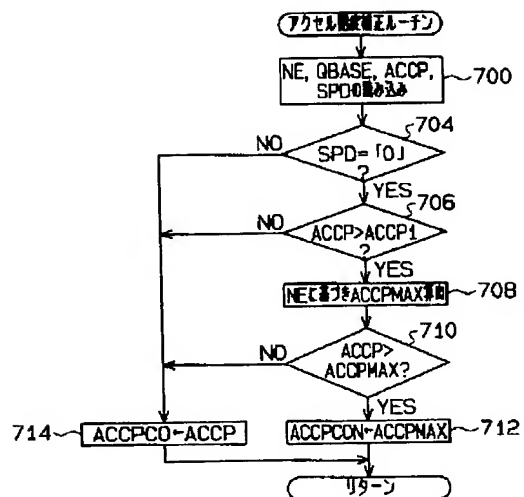 アクセル開度補正ルーチン
NE, QBASE, ACCP,
SPDの読み込み
700
704
SPD=「0」
?
NO
YES
706
ACCP>ACCP1
?
NO
YES
NEに基づきACCPMAX算出
708
710
ACCP>
ACCPMAX?
NO
YES
714
ACCPCO←ACCP
ACCPCON←ACCPMAX
712
リターン